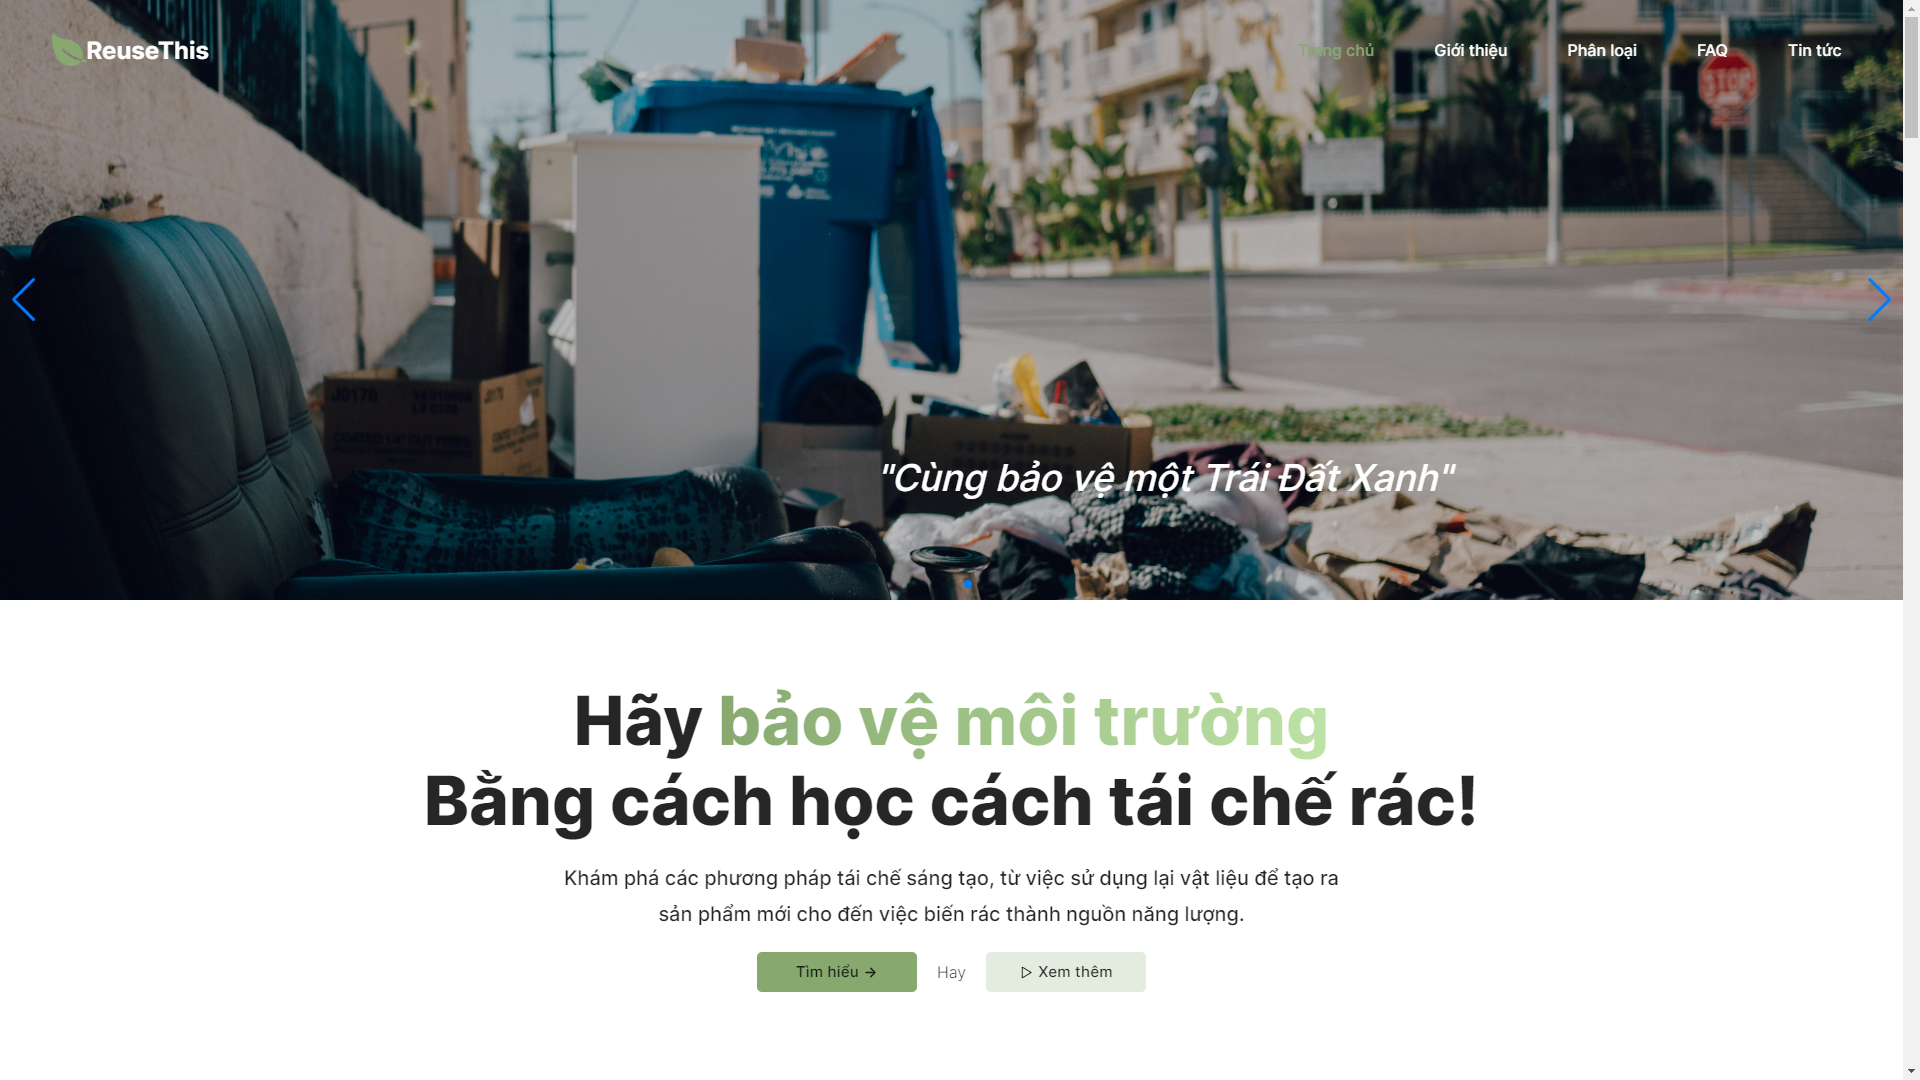 ReuseThis
Trang chủ
Giới thiệu
Phân loại
FAQ
Tin tức
STOP
J0170
"Cùng bảo vệ một Trái Đất Xanh"
Hãy bảo vệ môi trường
Bằng cách học cách tái chế rác!
Khám phá các phương pháp tái chế sáng tạo, từ việc sử dụng lại vật liệu để tạo ra
sản phẩm mới cho đến việc biến rác thành nguồn năng lượng.
Tìm hiểu →
Hay
Xem thêm